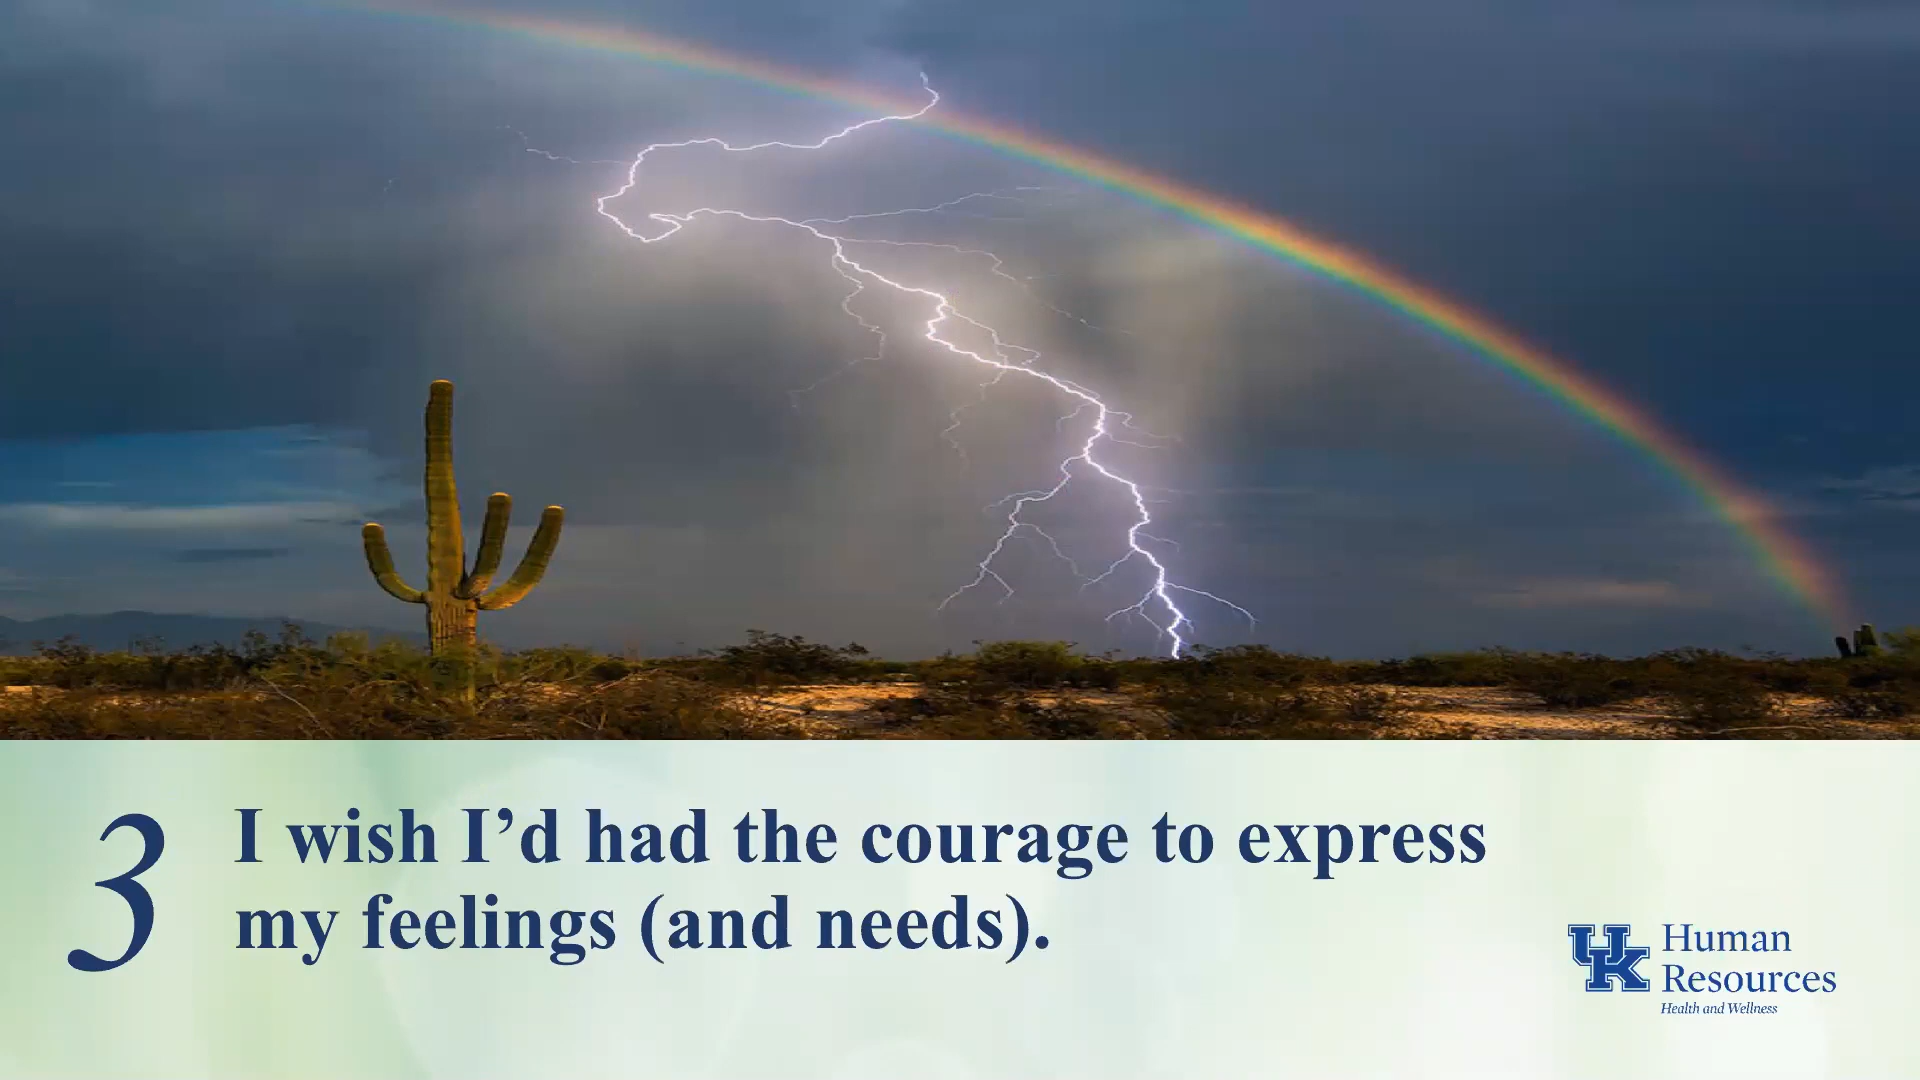 3
I wish I’d had the courage to express
my feelings (and needs).
UK
Human
Resources
Health and Wellness